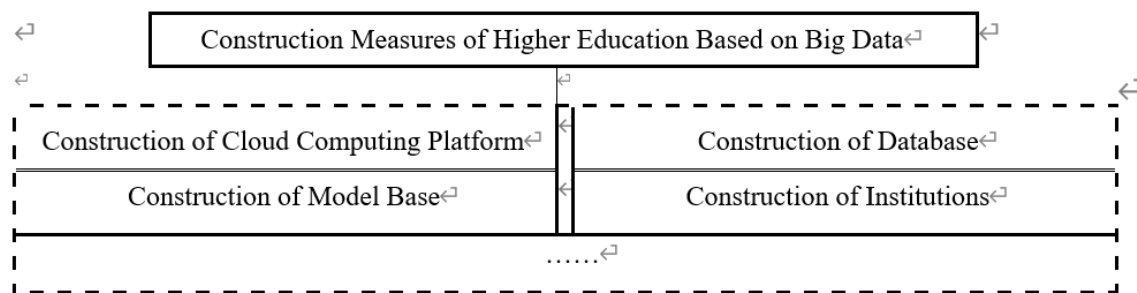 Construction Measures of Higher Education Based on Big Data
Construction of Cloud Computing Platform
Construction of Database
Construction of Model Base
Construction of Institutions
……